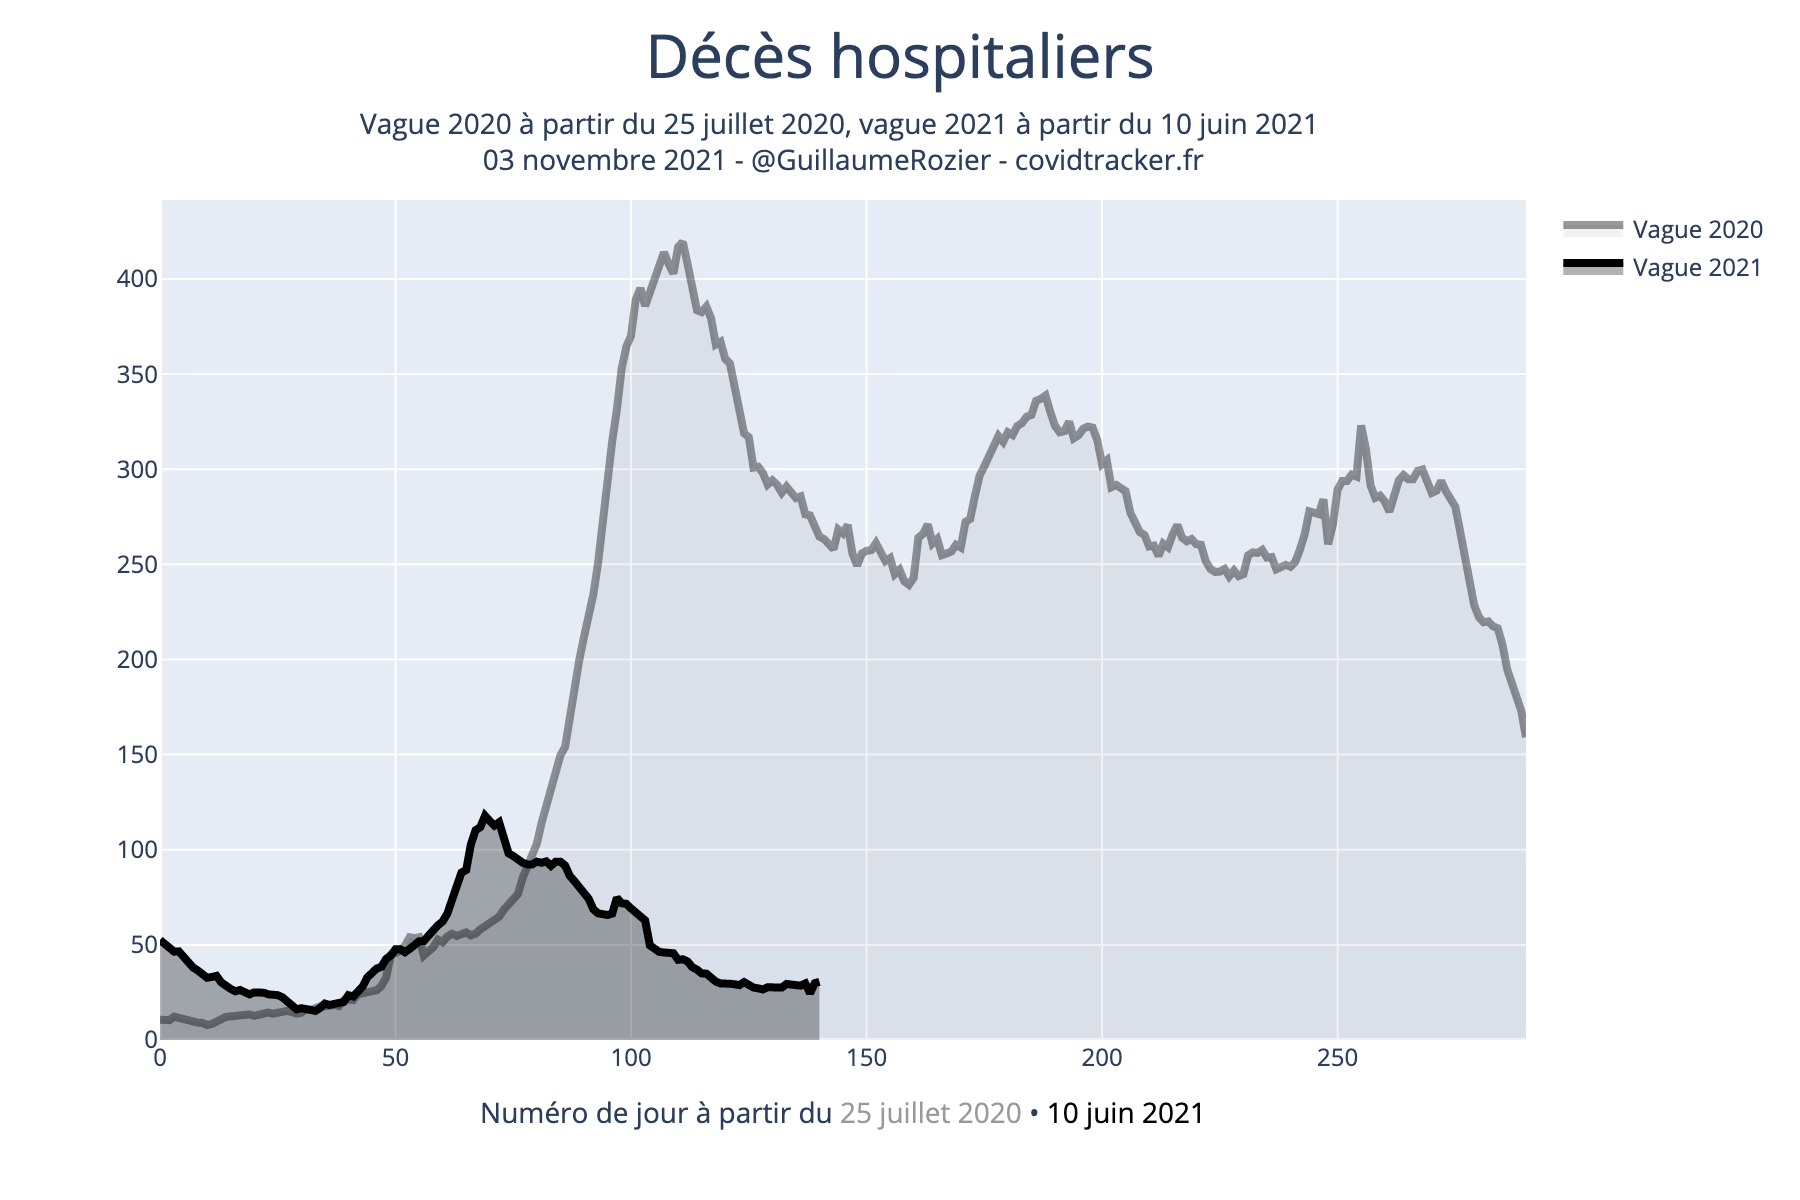 Décès hospitaliers
Vague 2020 à partir du 25 juillet 2020, vague 2021 à partir du 10 juin 2021
03 novembre 2021 - @GuillaumeRozier - covidtracker.fr
Vague 2020
Vague 2021
400
350
300
250
200
150
100
50
0
0 50 100 150 200 250
Numéro de jour à partir du 25 juillet 2020 • 10 juin 2021